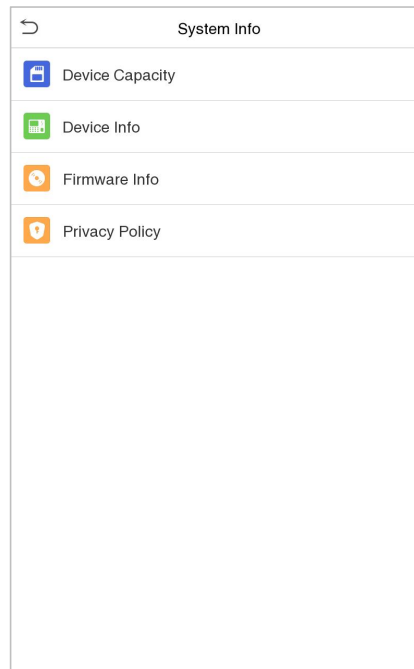 System Info
Device Capacity
Device Info
Firmware Info
Privacy Policy